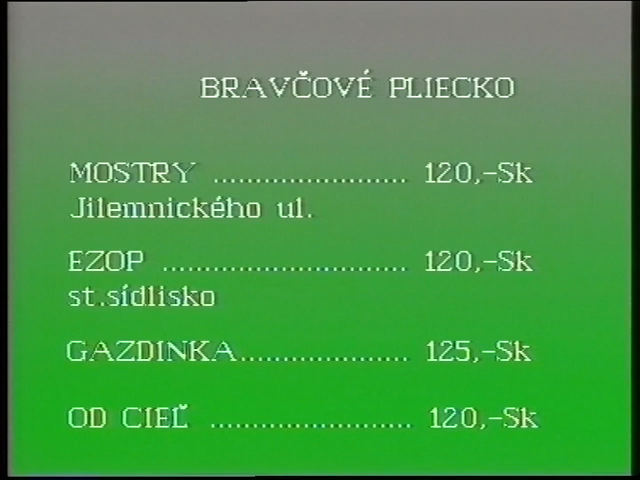 BRAVČOVÉ PLIECKO
MOSTRY ....................... 120,-Sk
Jilemnického ul.
EZOP ............................. 120,-Sk
st.sídlisko
GAZDINKA.................... 125,-Sk
OD CIEĽ ........................ 120,-Sk